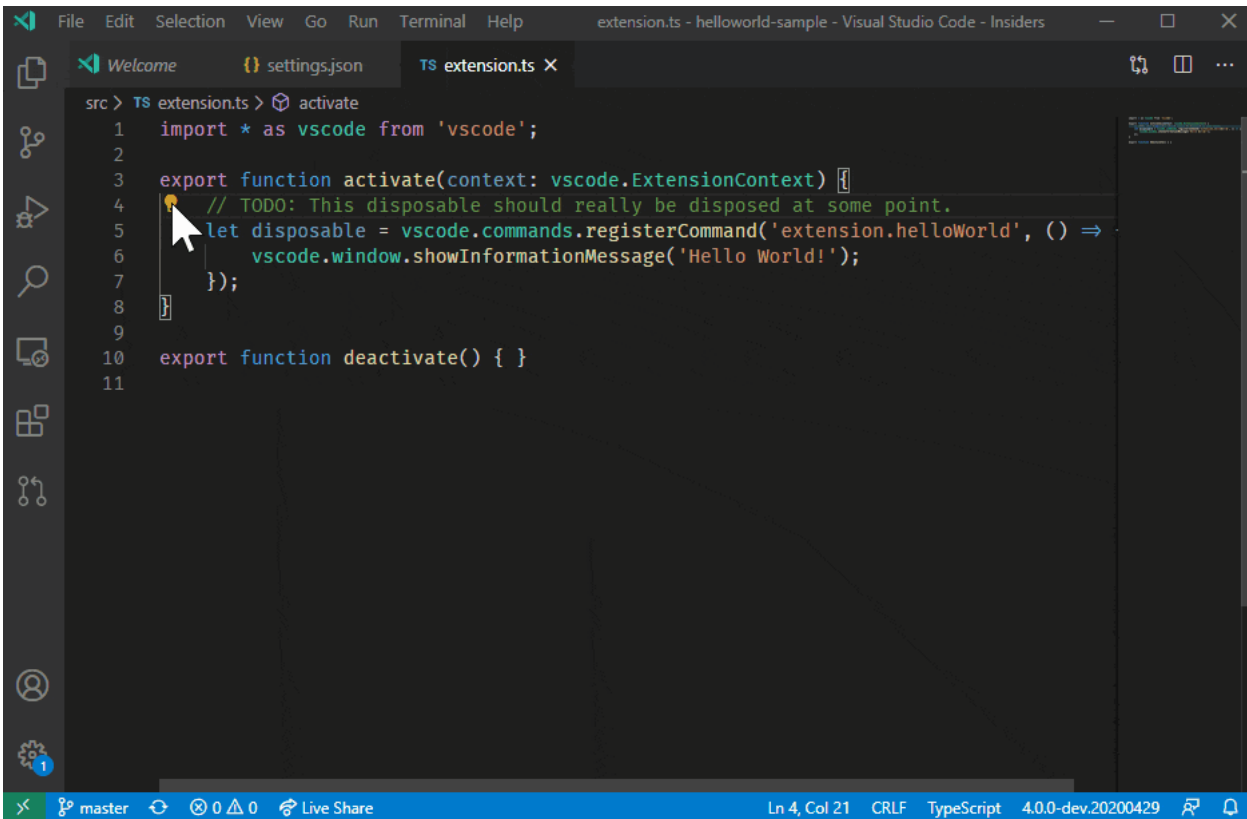 File Edit Selection View Go Run Terminal Help extension.ts - helloworld-sample - Visual Studio Code - Insiders
Welcome {} settings.json TS extension.ts
src > TS extension.ts > activate
1 import * as vscode from 'vscode';
2
3 export function activate(context: vscode.ExtensionContext) {
4 // TODO: This disposable should really be disposed at some point.
5 let disposable = vscode.commands.registerCommand('extension.helloWorld', () ⇒
6 vscode.window.showInformationMessage('Hello World!');
7 });
8 }
9
10 export function deactivate() { }
11
1
master 0 0 Live Share Ln 4, Col 21 CRLF TypeScript 4.0.0-dev.20200429